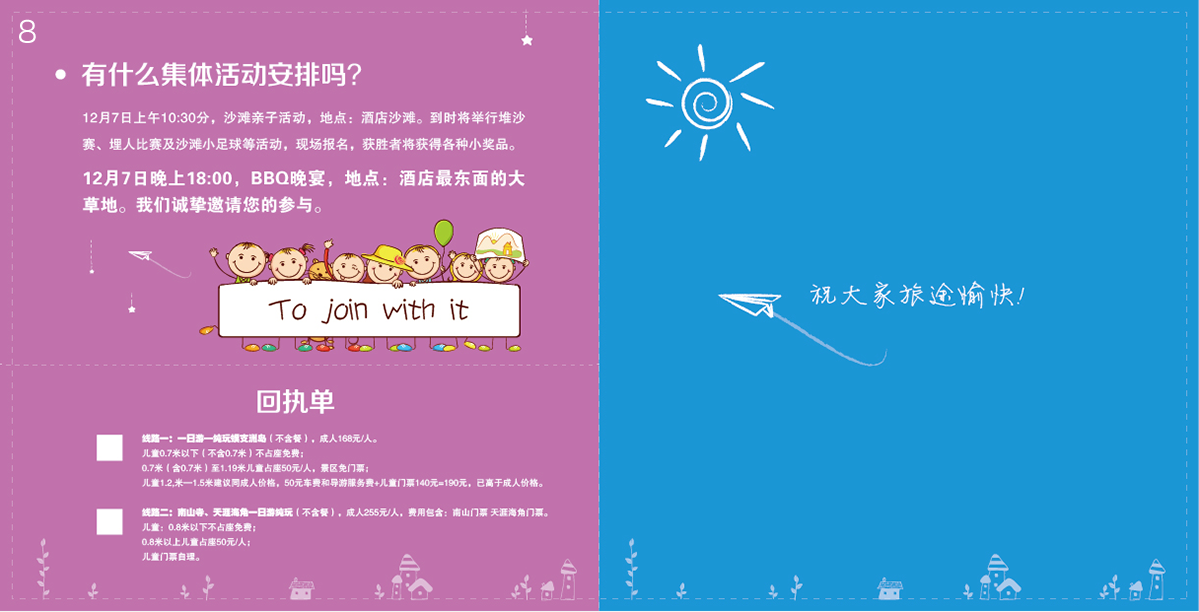 8
有什么集体活动安排吗？
12月7日上午10:30分，沙滩亲子活动，地点：酒店沙滩。到时将举行堆沙
赛、埋人比赛及沙滩小足球等活动，现场报名，获胜者将获得各种小奖品。
12月7日晚上18:00，BBQ晚宴，地点：酒店最东面的大
草地。我们诚挚邀请您的参与。
To join with it
回执单
线路一：一日游—纯玩蜈支洲岛（不含餐），成人168元/人。
儿童0.7米以下（不含0.7米）不占座免费；
0.7米（含0.7米）至1.19米儿童占座50元/人，景区免门票；
儿童1.2,米—1.5米建议同成人价格，50元车费和导游服务费+儿童门票140元=190元，已高于成人价格。
线路二：南山寺、天涯海角一日游纯玩（不含餐），成人255元/人，费用包含：南山门票 天涯海角门票。
儿童：0.8米以下不占座免费；
0.8米以上儿童占座50元/人；
儿童门票自理。
祝大家旅途愉快！